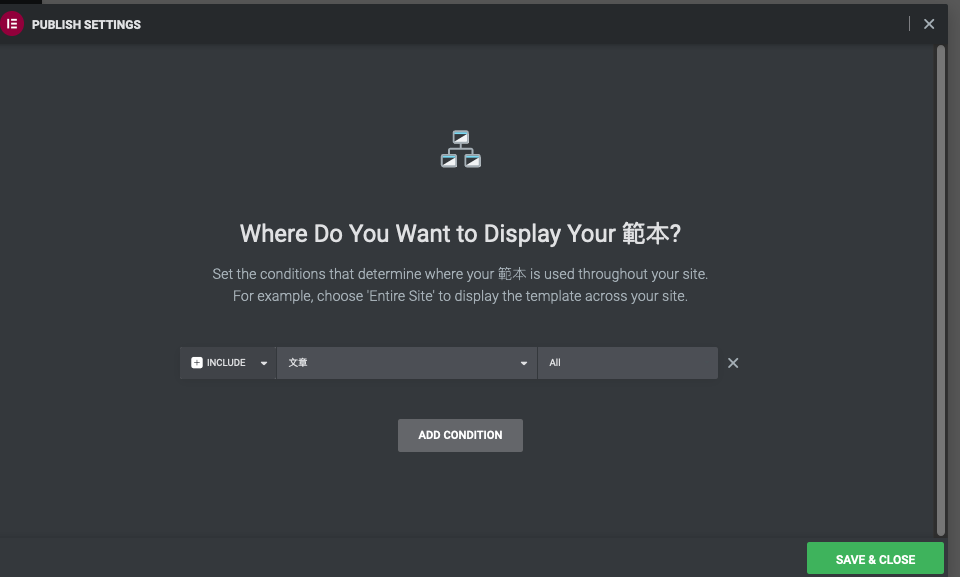 PUBLISH SETTINGS
Where Do You Want to Display Your 範本?
Set the conditions that determine where your 範本 is used throughout your site.
For example, choose 'Entire Site' to display the template across your site.
INCLUDE 文章 All
ADD CONDITION
SAVE & CLOSE